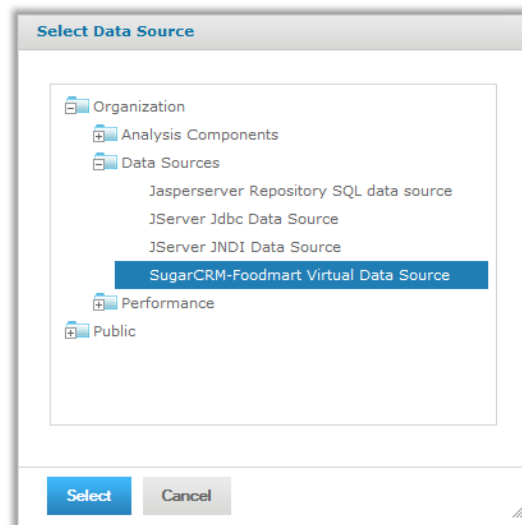 Select Data Source
Organization
Analysis Components
Data Sources
Jasperserver Repository SQL data source
JServer Jdbc Data Source
JServer JNDI Data Source
SugarCRM-Foodmart Virtual Data Source
Performance
Public
Select Cancel